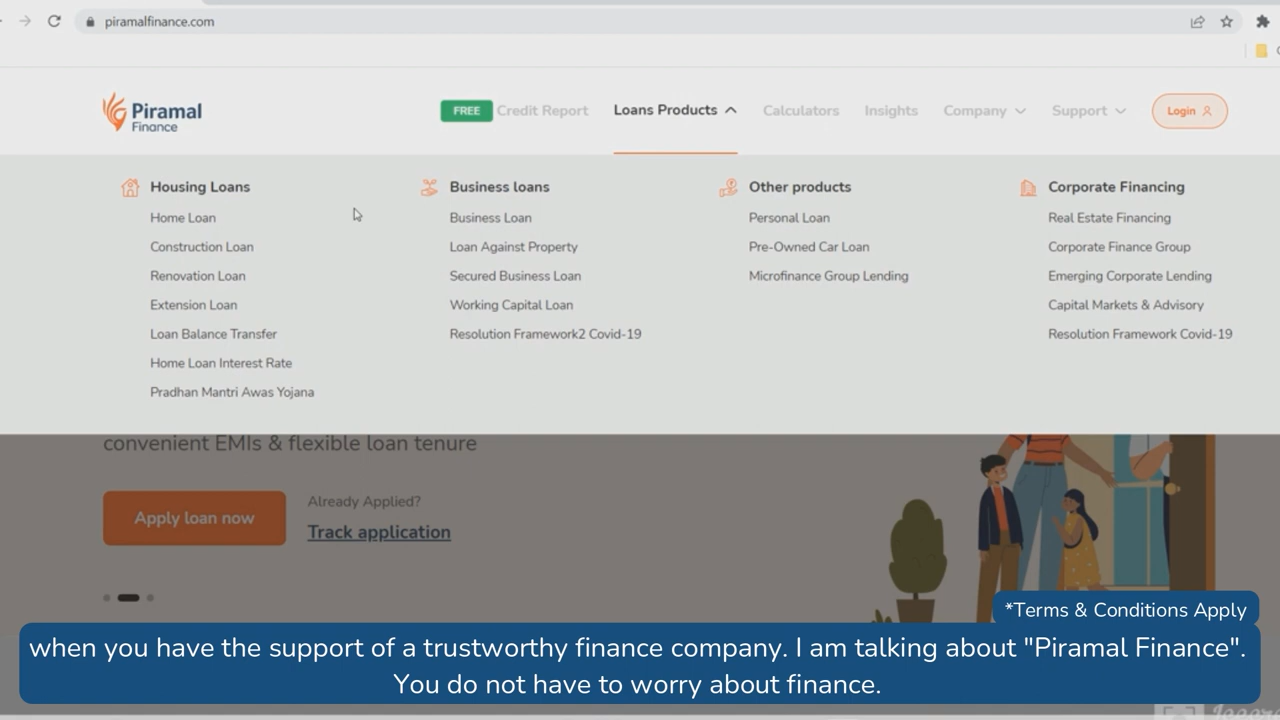 piramalfinance.com
Piramal
Finance
FREE Credit Report
Loans Products
Calculators
Insights
Company
Support
Login
Housing Loans
Home Loan
Construction Loan
Renovation Loan
Extension Loan
Loan Balance Transfer
Home Loan Interest Rate
Pradhan Mantri Awas Yojana
Business loans
Business Loan
Loan Against Property
Secured Business Loan
Working Capital Loan
Resolution Framework2 Covid-19
Other products
Personal Loan
Pre-Owned Car Loan
Microfinance Group Lending
Corporate Financing
Real Estate Financing
Corporate Finance Group
Emerging Corporate Lending
Capital Markets & Advisory
Resolution Framework Covid-19
convenient EMIs & flexible loan tenure
Apply loan now
Already Applied?
Track application
*Terms & Conditions Apply
when you have the support of a trustworthy finance company. I am talking about "Piramal Finance".
You do not have to worry about finance.